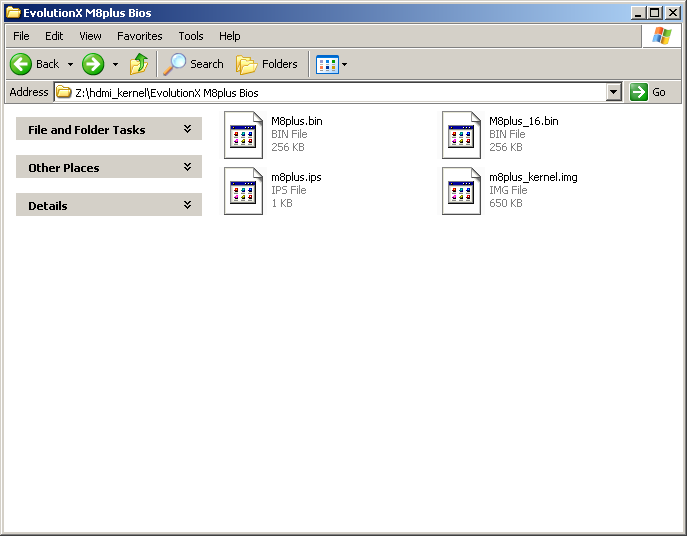 EvolutionX M8plus Bios
File Edit View Favorites Tools Help
Back Search Folders
Address Z:\hdmi_kernel\EvolutionX M8plus Bios Go
File and Folder Tasks
Other Places
Details
M8plus.bin
BIN File
256 KB
M8plus_16.bin
BIN File
256 KB
m8plus.ips
IPS File
1 KB
m8plus_kernel.img
IMG File
650 KB